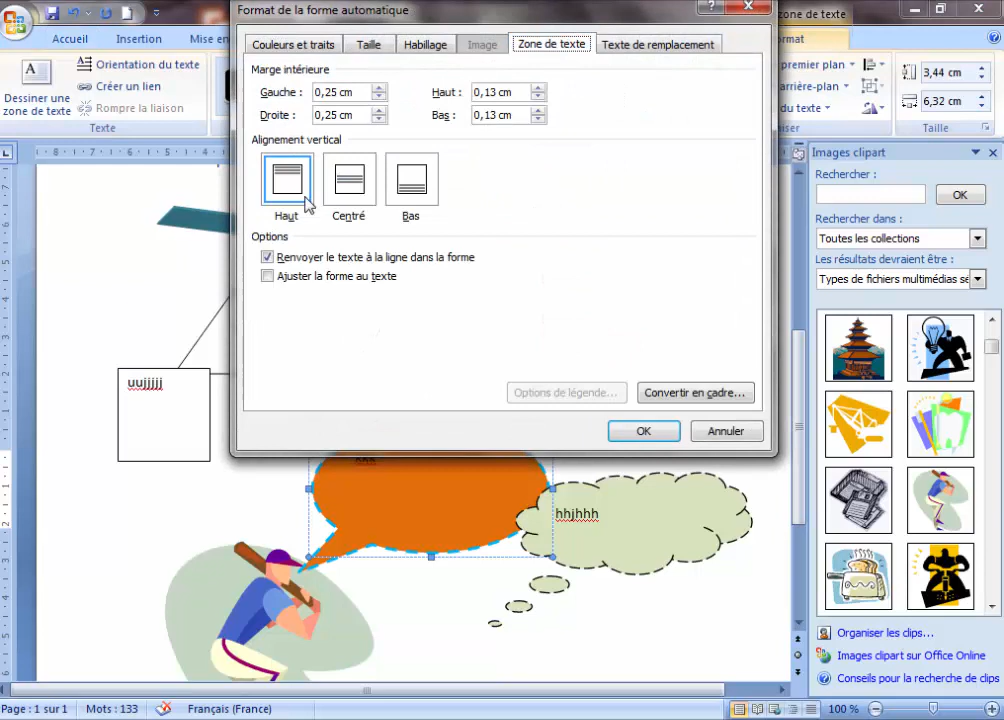 Format de la forme automatique
zone de texte
Accueil
Insertion
Mise en
rmat
Dessiner une
zone de texte
Orientation du texte
Créer un lien
Rompre la liaison
Texte
premier plan
arrière-plan
du texte
iser
3,44 cm
6,32 cm
Taille
Couleurs et traits
Taille
Habillage
Image
Zone de texte
Texte de remplacement
Marge intérieure
Gauche :
0,25 cm
Haut :
0,13 cm
Droite :
0,25 cm
Bas :
0,13 cm
Alignement vertical
Haut
Centré
Bas
Options
Renvoyer le texte à la ligne dans la forme
Ajuster la forme au texte
Options de légende...
Convertir en cadre...
OK
Annuler
uujjjjj
hhjhhh
Images clipart
Rechercher :
OK
Rechercher dans :
Toutes les collections
Les résultats devraient être :
Types de fichiers multimédias sé
Organiser les clips...
Images clipart sur Office Online
Conseils pour la recherche de clips
Page : 1 sur 1
Mots : 133
Français (France)
100 %